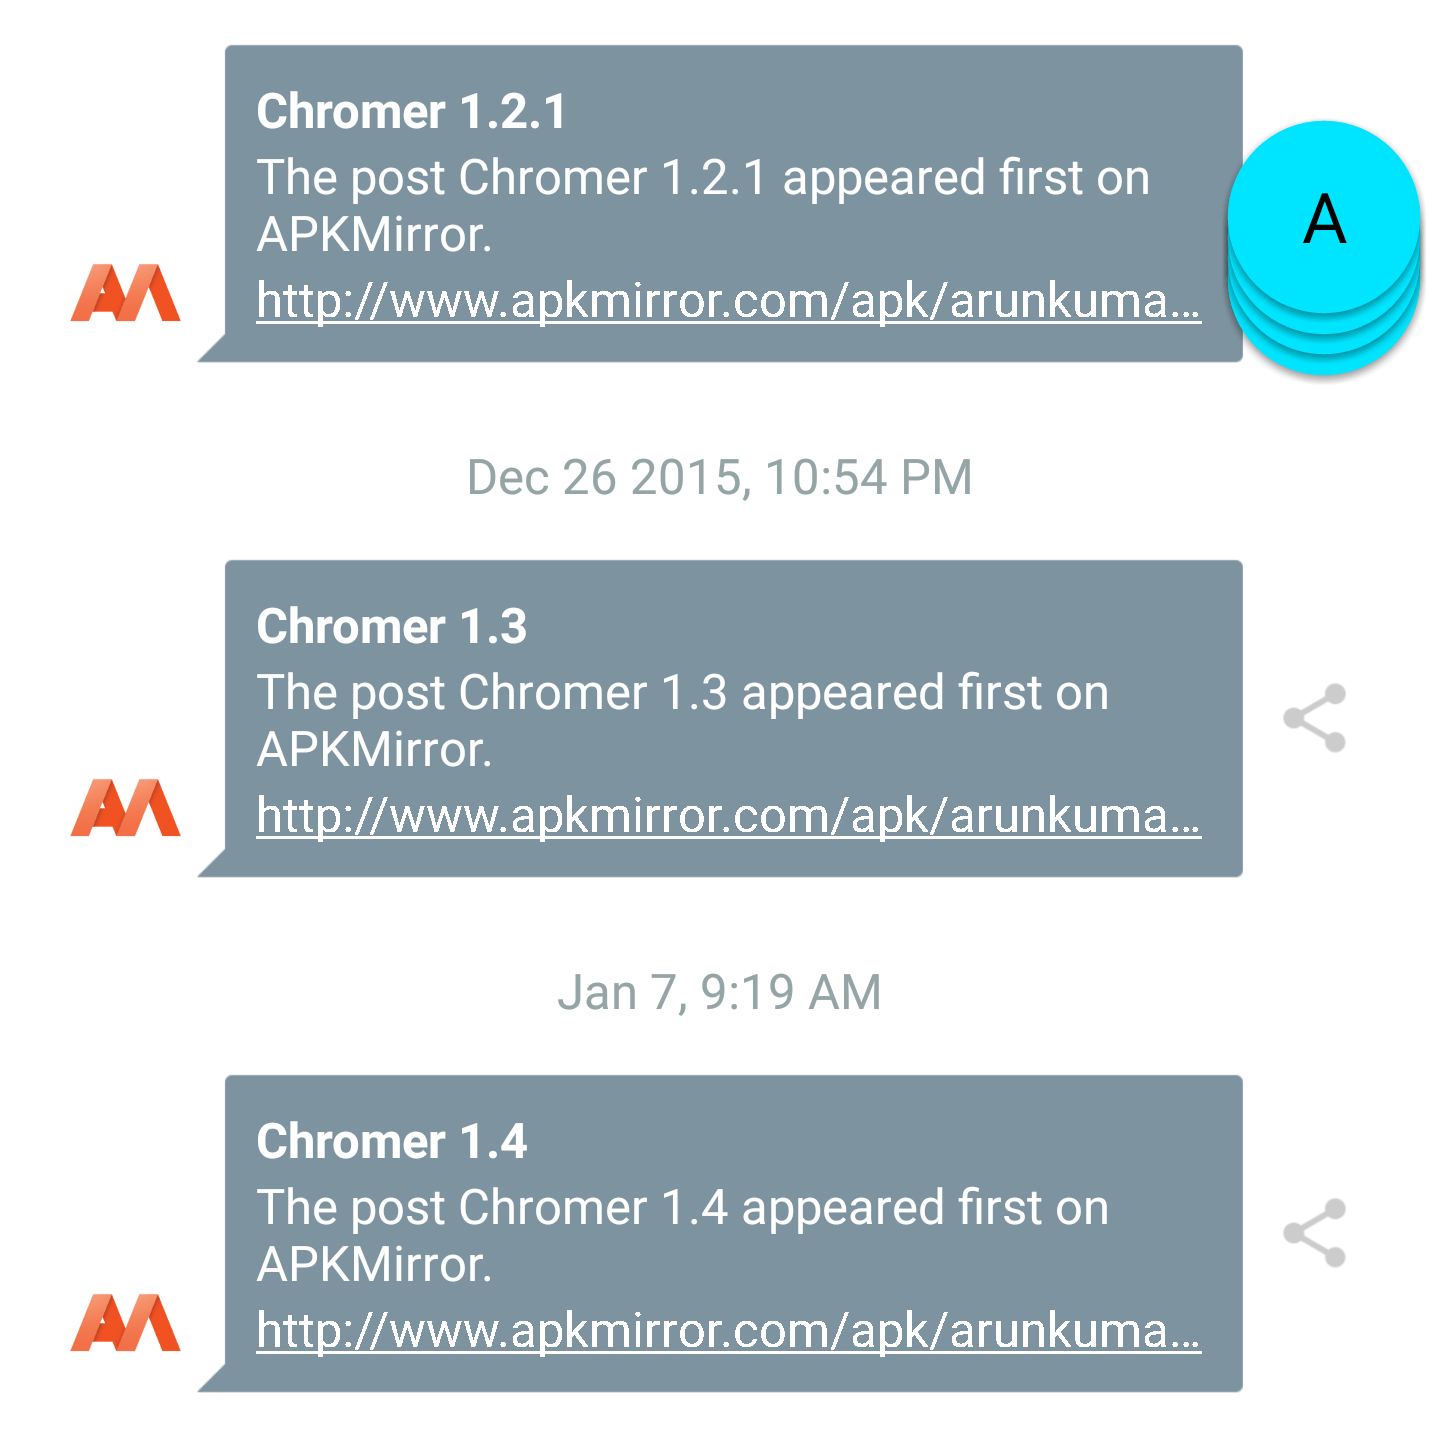 Chromer 1.2.1
The post Chromer 1.2.1 appeared first on
APKMirror.
http://www.apkmirror.com/apk/arunkuma...
A
Dec 26 2015, 10:54 PM
Chromer 1.3
The post Chromer 1.3 appeared first on
APKMirror.
http://www.apkmirror.com/apk/arunkuma...
Jan 7, 9:19 AM
Chromer 1.4
The post Chromer 1.4 appeared first on
APKMirror.
http://www.apkmirror.com/apk/arunkuma...